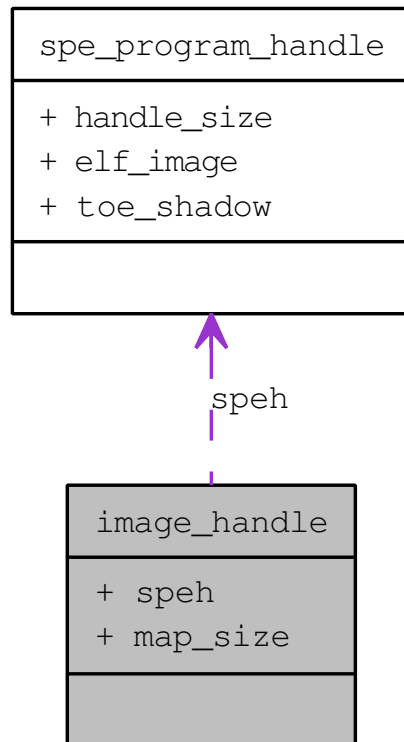 spe_program_handle
+ handle_size
+ elf_image
+ toe_shadow
speh
image_handle
+ speh
+ map_size